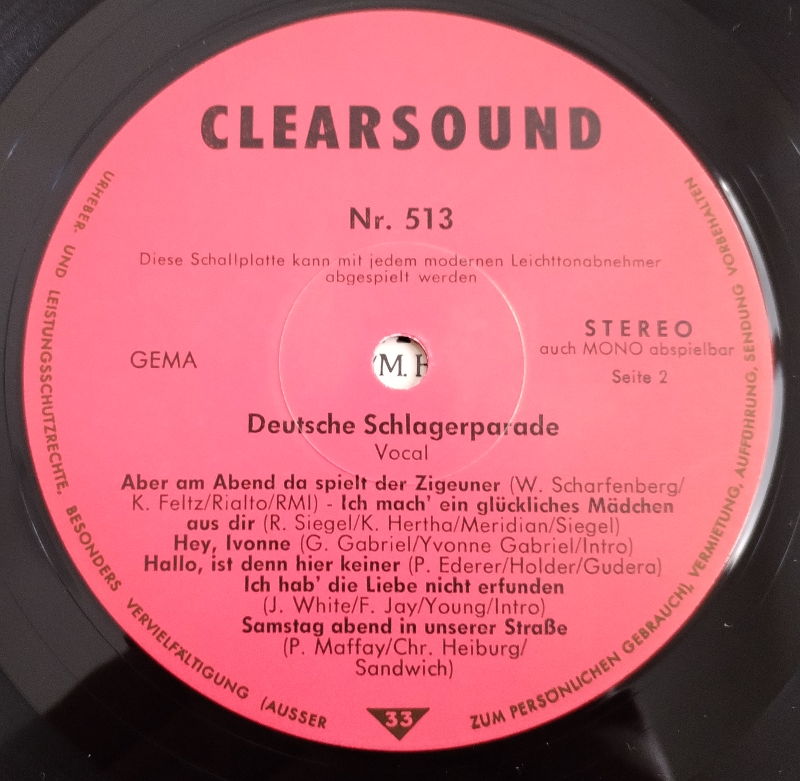 CLEARSOUND
Nr. 513
Diese Schallplatte kann mit jedem modernen Leichttonabnehmer
abgespielt werden
STEREO
auch MONO abspielbar
Seite 2
GEMA
M. H
Deutsche Schlagerparade
Vocal
Aber am Abend da spielt der Zigeuner (W. Scharfenberg/
K. Feltz/Rialto/RMI) - Ich mach' ein glückliches Mädchen
aus dir (R. Siegel/K. Hertha/Meridian/Siegel)
Hey, Ivonne (G. Gabriel/Yvonne Gabriel/Intro)
Hallo, ist denn hier keiner (P. Ederer/Holder/Gudera)
Ich hab' die Liebe nicht erfunden
(J. White/F. Jay/Young/Intro)
Samstag abend in unserer Straße
(P. Maffay/Chr. Heiburg/
Sandwich)
URHEBER- UND LEISTUNGSSCHUTZRECHTE, BESONDERS VERVIELFÄLTIGUNG (AUSSER
33
ZUM PERSÖNLICHEN GEBRAUCH), VERMIETUNG, AUFFÜHRUNG, SENDUNG VORBEHALTEN